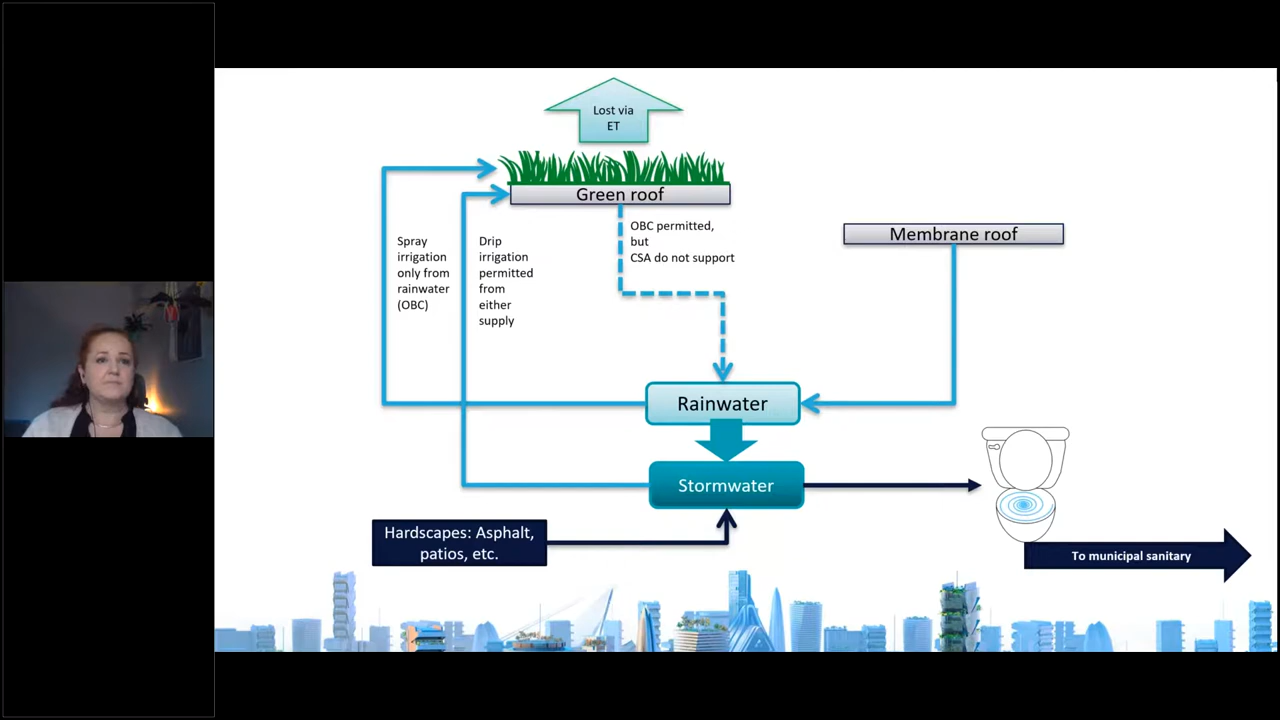 Lost via
ET
Green roof
Membrane roof
Spray
irrigation
only from
rainwater
(OBC)
Drip
irrigation
permitted
from
either
supply
OBC permitted,
but
CSA do not support
Rainwater
Stormwater
Hardscapes: Asphalt,
patios, etc.
To municipal sanitary